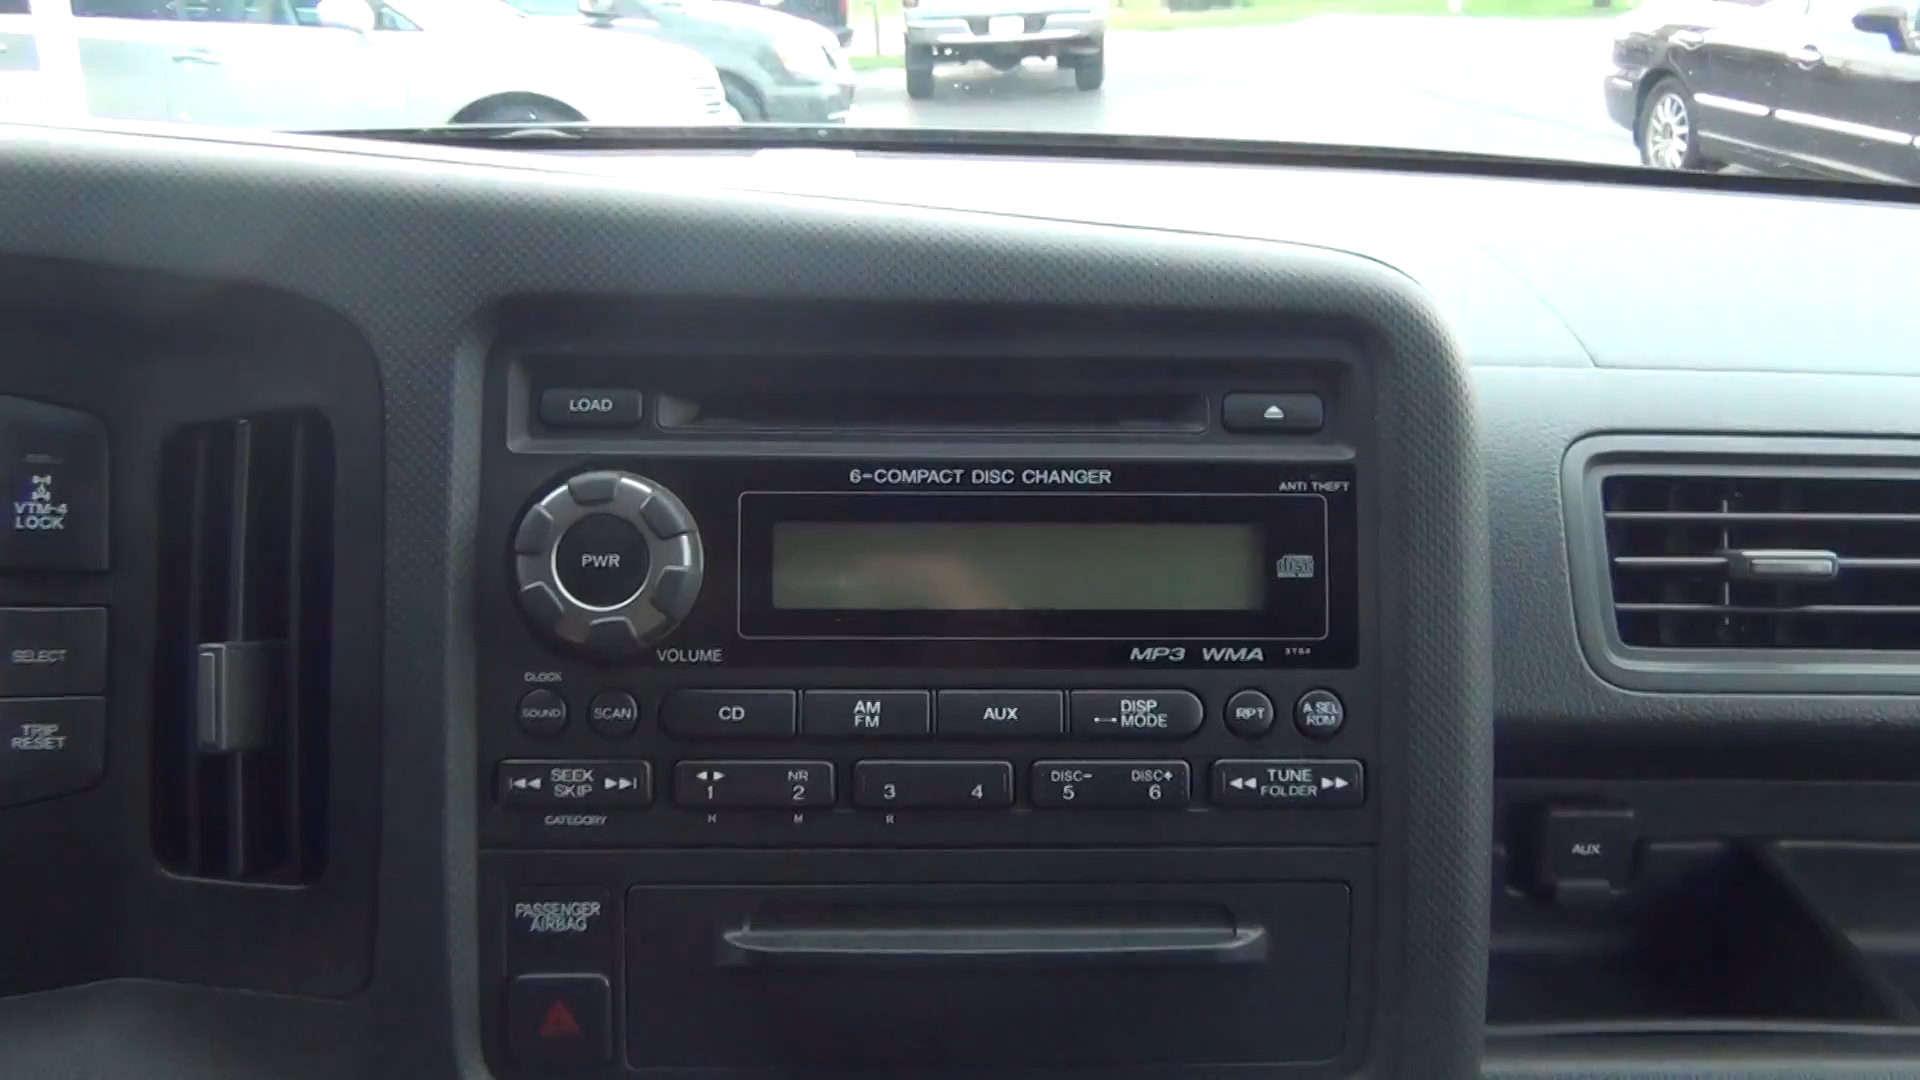 LOAD
6-COMPACT DISC CHANGER
ANTI THEFT
VTM-4
LOCK
PWR
DISC
VOLUME
MP3 WMA
SELECT
CLOCK
SOUND
SCAN
CD
AM
FM
AUX
DISP
MODE
RPT
A.SEL
RDM
TRIP
RESET
SEEK
SKIP
CATEGORY
1
NR
2
3
4
DISC-
5
DISC+
6
TUNE
FOLDER
AUX
PASSENGER
AIRBAG